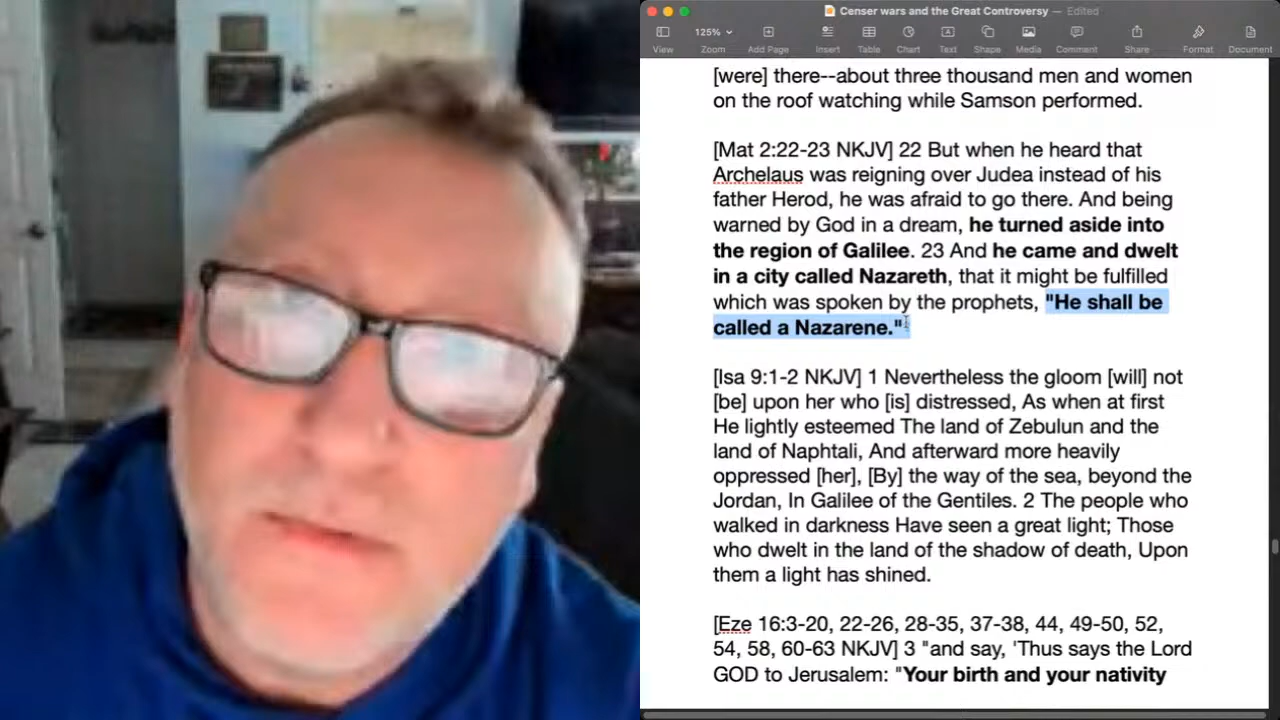 Censer wars and the Great Controversy — Edited
125%
View Zoom Add Page Insert Table Chart Text Shape Media Comment Share Format Document
[were] there--about three thousand men and women
on the roof watching while Samson performed.
[Mat 2:22-23 NKJV] 22 But when he heard that
Archelaus was reigning over Judea instead of his
father Herod, he was afraid to go there. And being
warned by God in a dream, he turned aside into
the region of Galilee. 23 And he came and dwelt
in a city called Nazareth, that it might be fulfilled
which was spoken by the prophets, "He shall be
called a Nazarene."
[Isa 9:1-2 NKJV] 1 Nevertheless the gloom [will] not
[be] upon her who [is] distressed, As when at first
He lightly esteemed The land of Zebulun and the
land of Naphtali, And afterward more heavily
oppressed [her], [By] the way of the sea, beyond the
Jordan, In Galilee of the Gentiles. 2 The people who
walked in darkness Have seen a great light; Those
who dwelt in the land of the shadow of death, Upon
them a light has shined.
[Eze 16:3-20, 22-26, 28-35, 37-38, 44, 49-50, 52,
54, 58, 60-63 NKJV] 3 "and say, 'Thus says the Lord
GOD to Jerusalem: "Your birth and your nativity